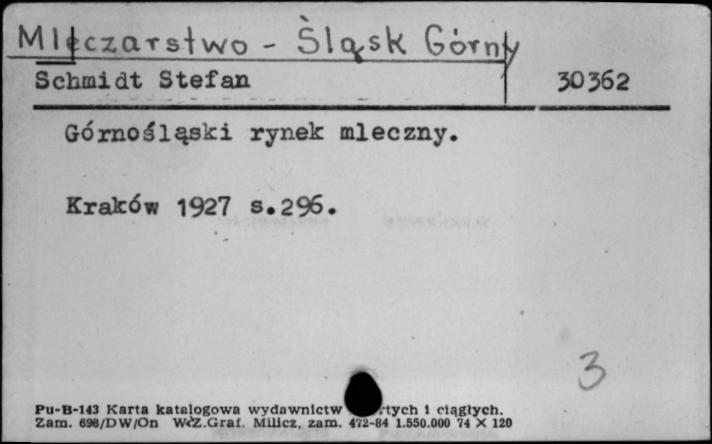 Mleczarstwo - Śląsk Górny
Schmidt Stefan 30362
Górnośląski rynek mleczny.
Kraków 1927 s.296.
3
Pu-B-143 Karta katalogowa wydawnictw rtych i ciągłych.
Zam. 698/DW/On WZ.Graf. Milicz, zam. 472-84 1.550.000 74 X 120